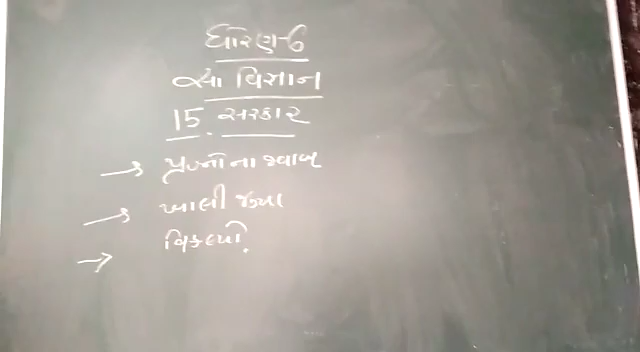 ધોરણ-6
સા વિજ્ઞાન
15. સરકાર
→ પ્રશ્નોના જવાબ
→ ખાલી જગ્યા
→ વિકલ્પો.